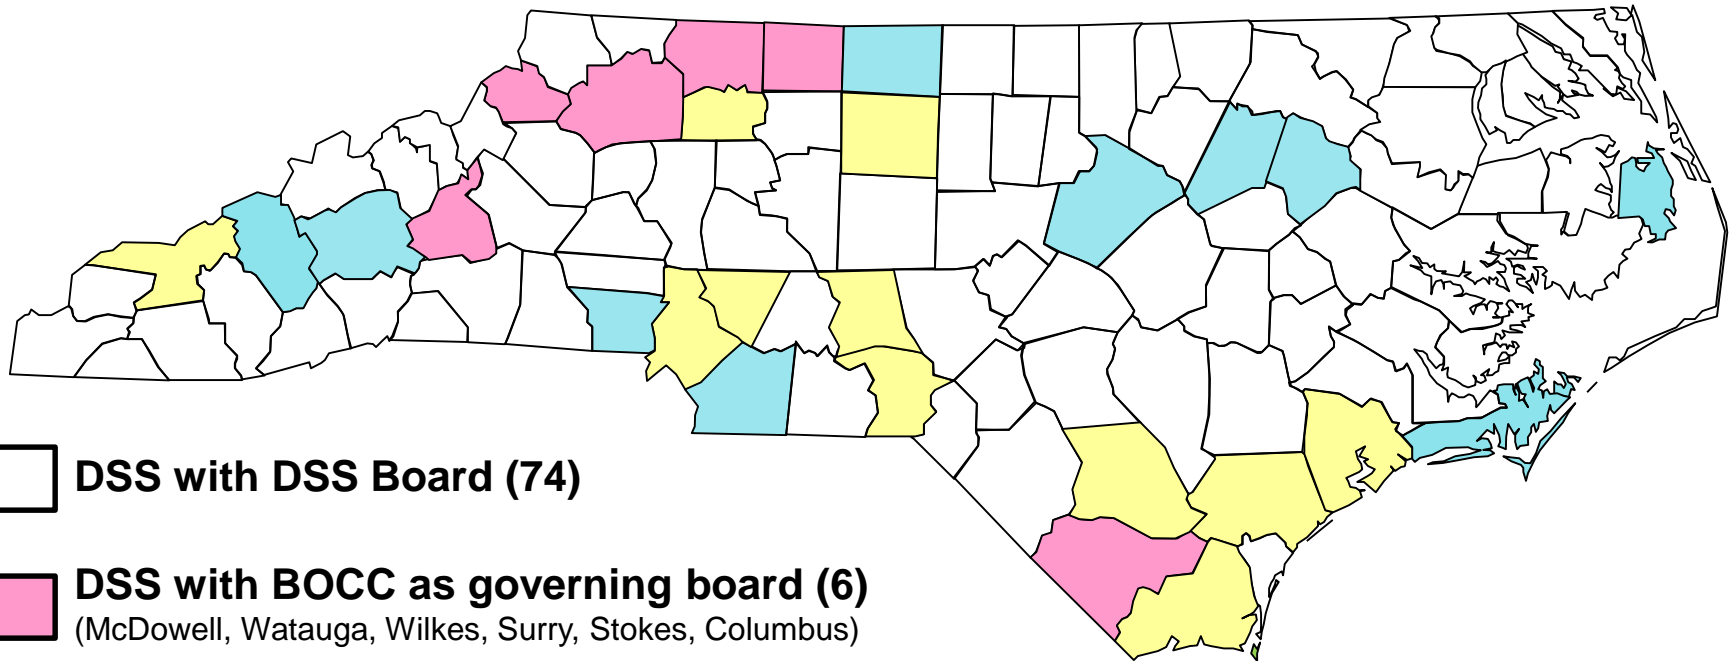 DSS with DSS Board (74)
DSS with BOCC as governing board (6)
(McDowell, Watauga, Wilkes, Surry, Stokes, Columbus)